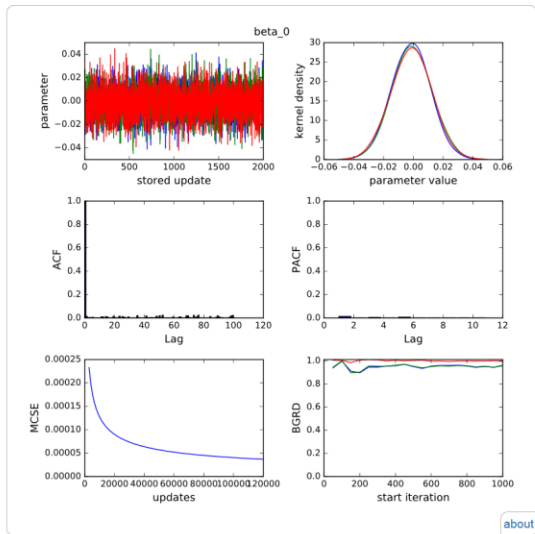 beta_0
0.04
0.02
0.00
−0.02
−0.04
parameter
0 500 1000 1500 2000
stored update
30
25
20
15
10
5
0
kernel density
−0.06 −0.04 −0.02 0.00 0.02 0.04 0.06
parameter value
1.0
0.8
0.6
0.4
0.2
0.0
ACF
0 20 40 60 80 100 120
Lag
1.0
0.8
0.6
0.4
0.2
0.0
PACF
0 2 4 6 8 10 12
Lag
0.00025
0.00020
0.00015
0.00010
0.00005
0.00000
MCSE
0 20000 40000 60000 80000 100000 120000
updates
1.0
0.8
0.6
0.4
0.2
0.0
BGRD
0 200 400 600 800 1000
start iteration
about